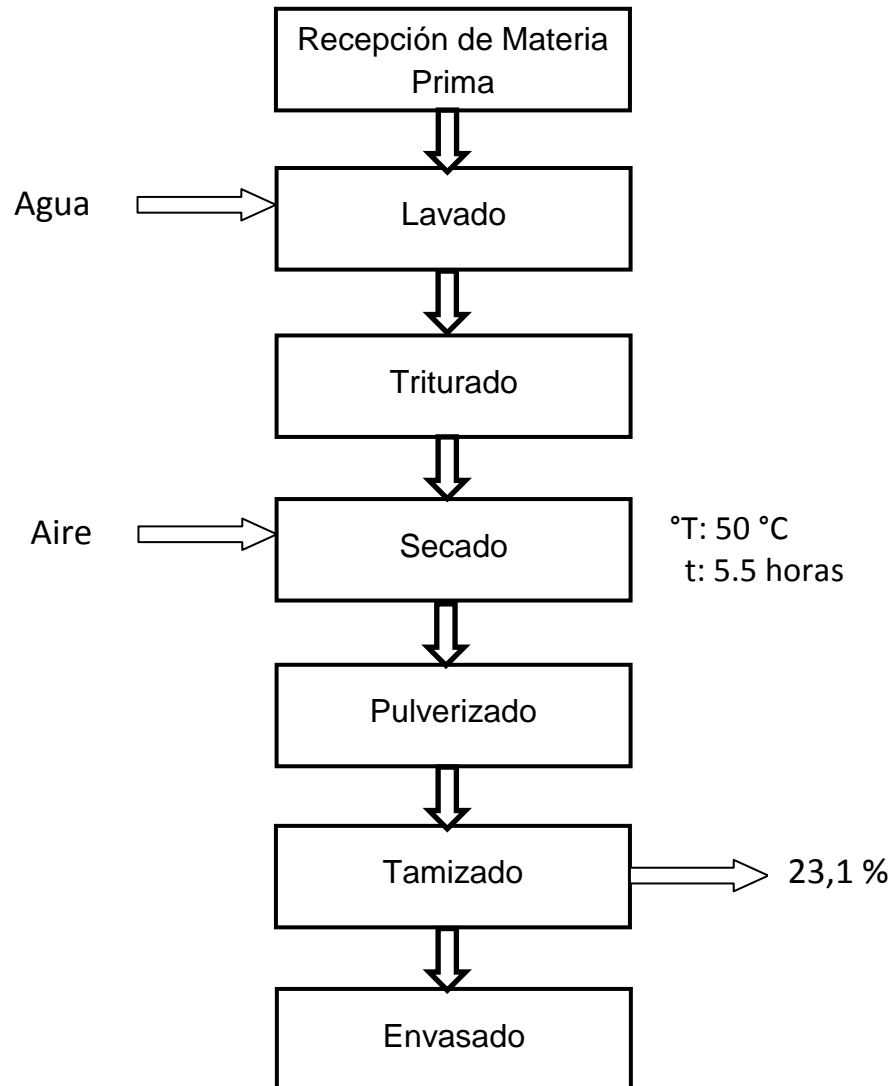 Recepción de Materia
Prima
Agua
Lavado
Triturado
Aire
Secado
°T: 50 °C
t: 5.5 horas
Pulverizado
Tamizado
23,1 %
Envasado